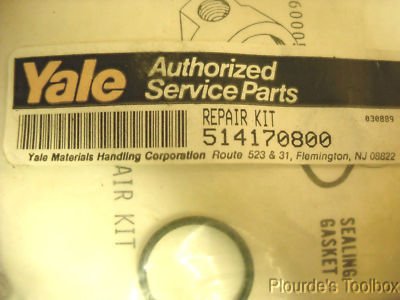 Yale Authorized
Service Parts
REPAIR KIT 030889
514170800
Yale Materials Handling Corporation Route 523 & 31, Flemington, NJ 08822
AIR KIT
SEALING
GASKET
Plourde's Toolbox